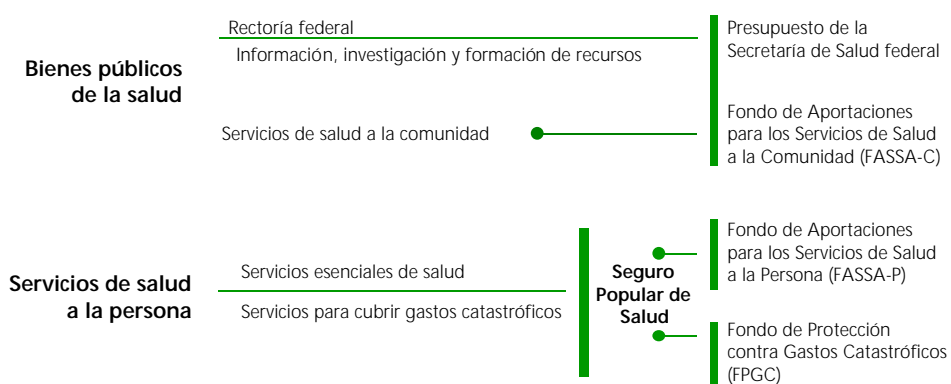 Bienes públicos
de la salud
Rectoría federal
Información, investigación y formación de recursos
Servicios de salud a la comunidad
Presupuesto de la
Secretaría de Salud federal
Fondo de Aportaciones
para los Servicios de Salud
a la Comunidad (FASSA-C)
Servicios de salud
a la persona
Servicios esenciales de salud
Servicios para cubrir gastos catastróficos
Seguro
Popular de
Salud
Fondo de Aportaciones
para los Servicios de Salud
a la Persona (FASSA-P)
Fondo de Protección
contra Gastos Catastróficos
(FPGC)